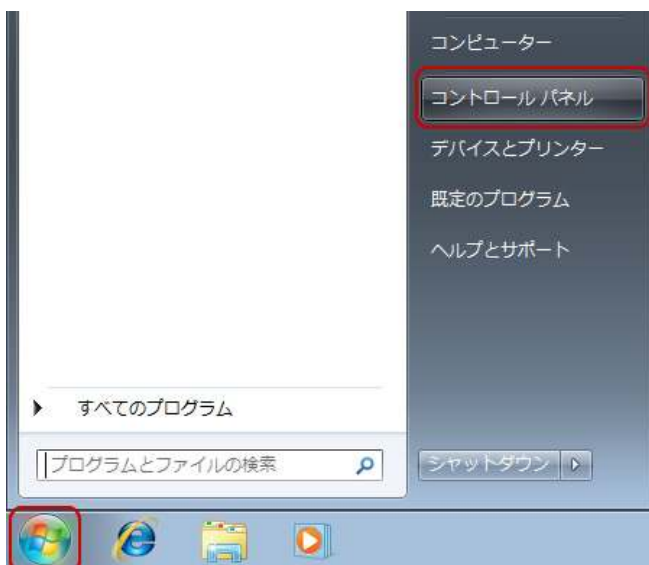 コンピューター
コントロール パネル
デバイスとプリンター
既定のプログラム
ヘルプとサポート
すべてのプログラム
プログラムとファイルの検索
シャットダウン